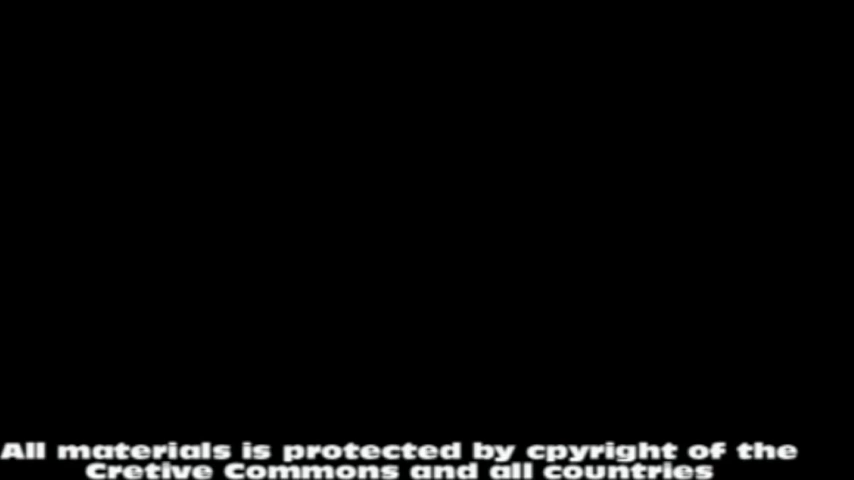 All materials is protected by cpyright of the
Cretive Commons and all countries